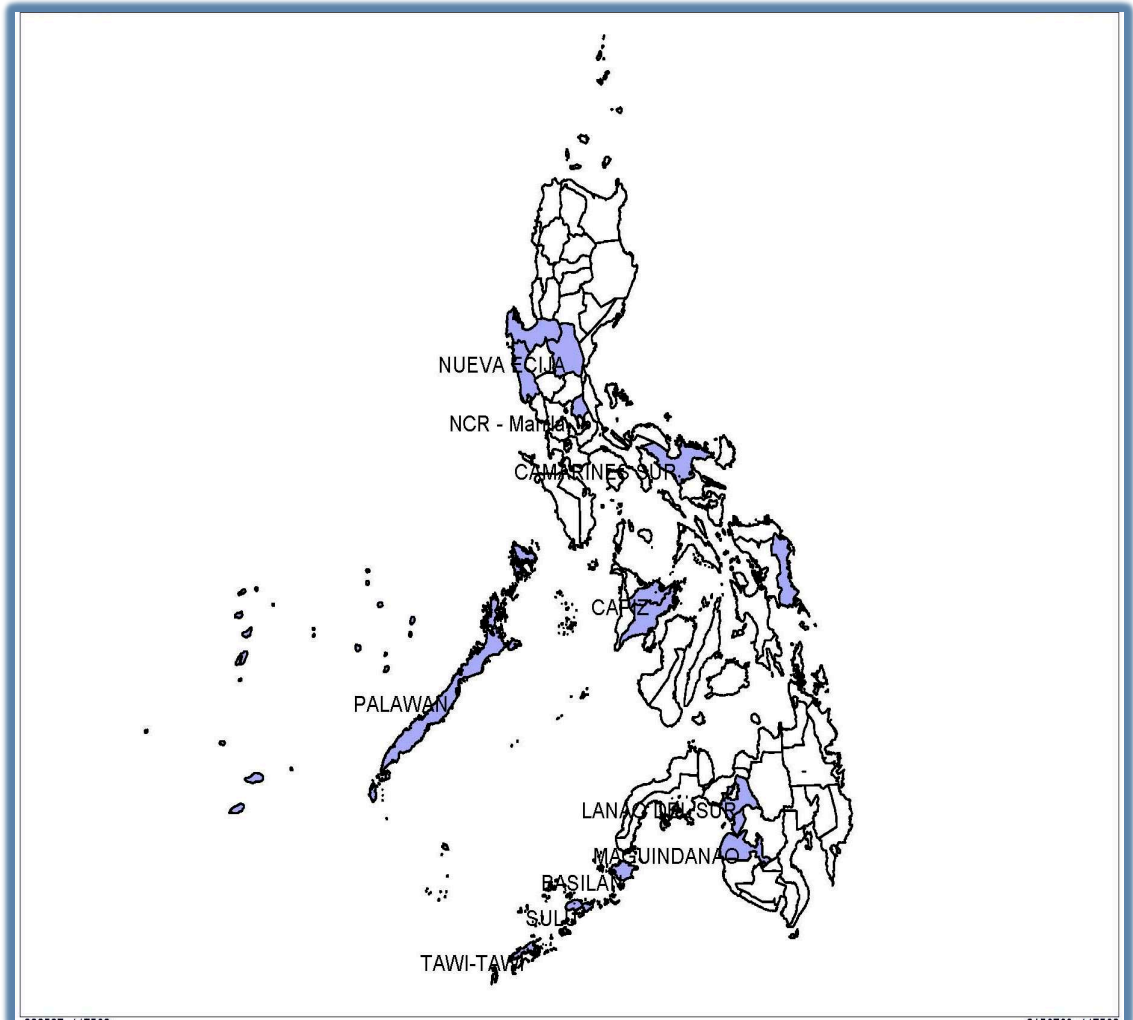 NUEVA ECIJA
NCR - Manila
CAMARINES SUR
CAPIZ
PALAWAN
LANAO DEL SUR
MAGUINDANAO
BASILAN
SULU
TAWI-TAWI